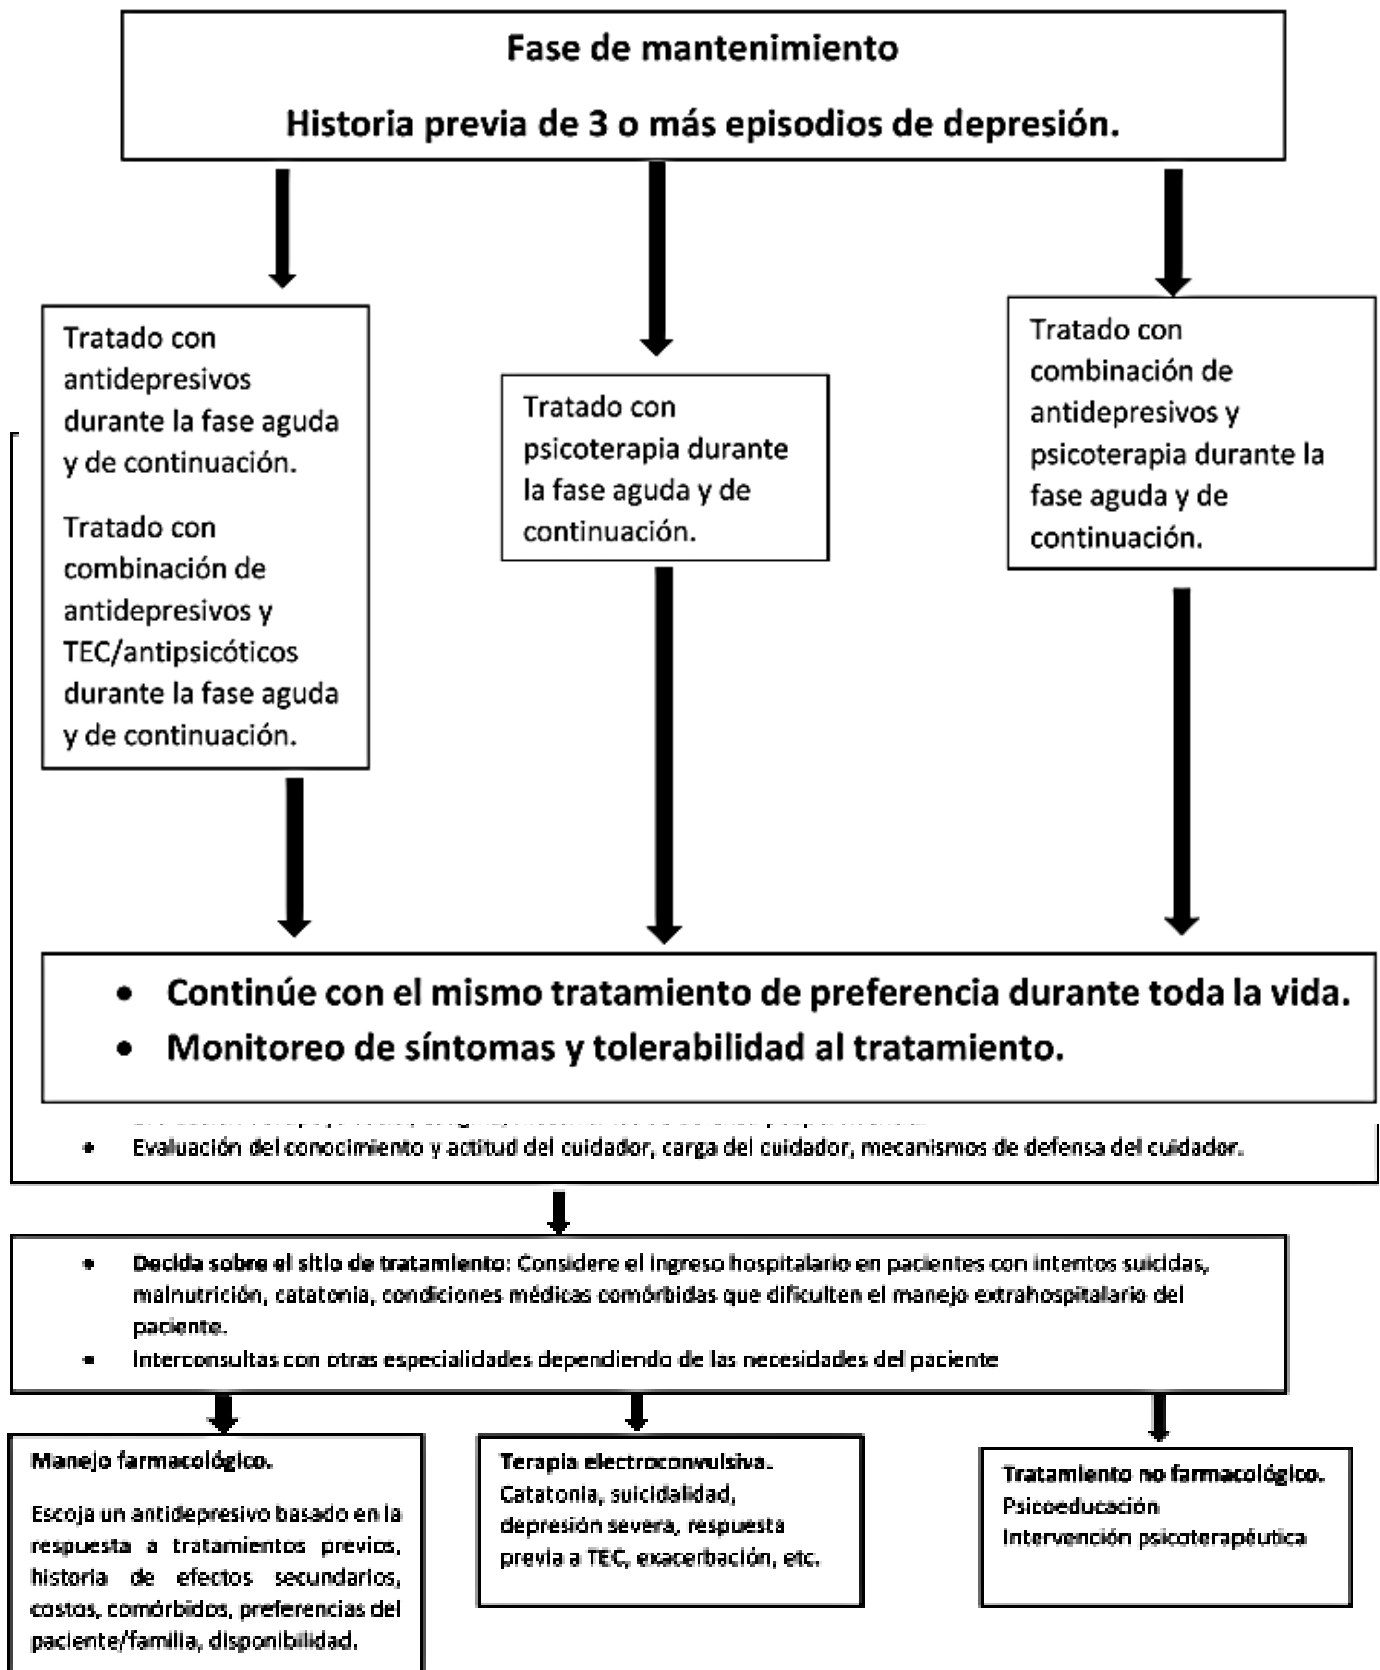 Fase de mantenimiento
Historia previa de 3 o más episodios de depresión.
Tratado con
antidepresivos
durante la fase aguda
y de continuación.
Tratado con
combinación de
antidepresivos y
TEC/antipsicóticos
durante la fase aguda
y de continuación.
Tratado con
psicoterapia durante
la fase aguda y de
continuación.
Tratado con
combinación de
antidepresivos y
psicoterapia durante la
fase aguda y de
continuación.
• Continúe con el mismo tratamiento de preferencia durante toda la vida.
• Monitoreo de síntomas y tolerabilidad al tratamiento.
• Evaluación del conocimiento y actitud del cuidador, carga del cuidador, mecanismos de defensa del cuidador.
• Decida sobre el sitio de tratamiento: Considere el ingreso hospitalario en pacientes con intentos suicidas,
malnutrición, catatonia, condiciones médicas comórbidas que dificulten el manejo extrahospitalario del
paciente.
• Interconsultas con otras especialidades dependiendo de las necesidades del paciente
Manejo farmacológico.
Escoja un antidepresivo basado en la
respuesta a tratamientos previos,
historia de efectos secundarios,
costos, comórbidos, preferencias del
paciente/familia, disponibilidad.
Terapia electroconvulsiva.
Catatonia, suicidalidad,
depresión severa, respuesta
previa a TEC, exacerbación, etc.
Tratamiento no farmacológico.
Psicoeducación
Intervención psicoterapéutica